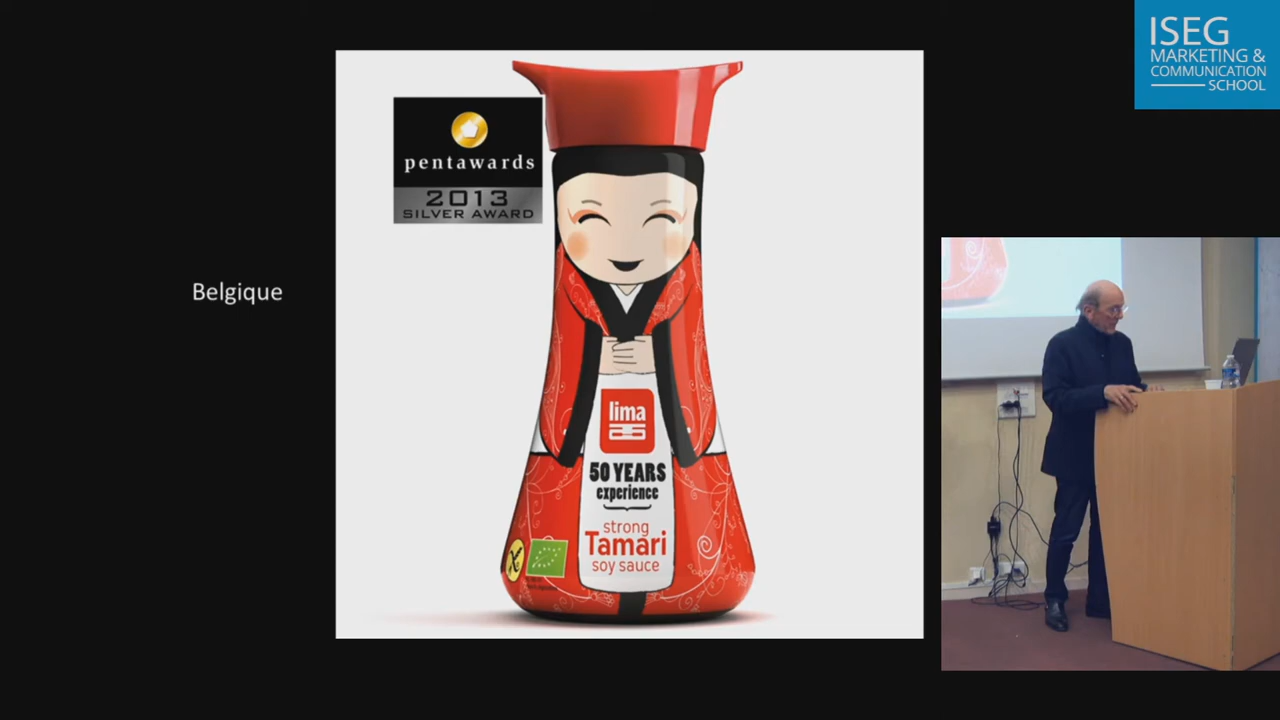 ISEG
MARKETING &
COMMUNICATION
SCHOOL
pentawards
2013
SILVER AWARD
Belgique
lima
50 YEARS
experience
strong
Tamari
soy sauce